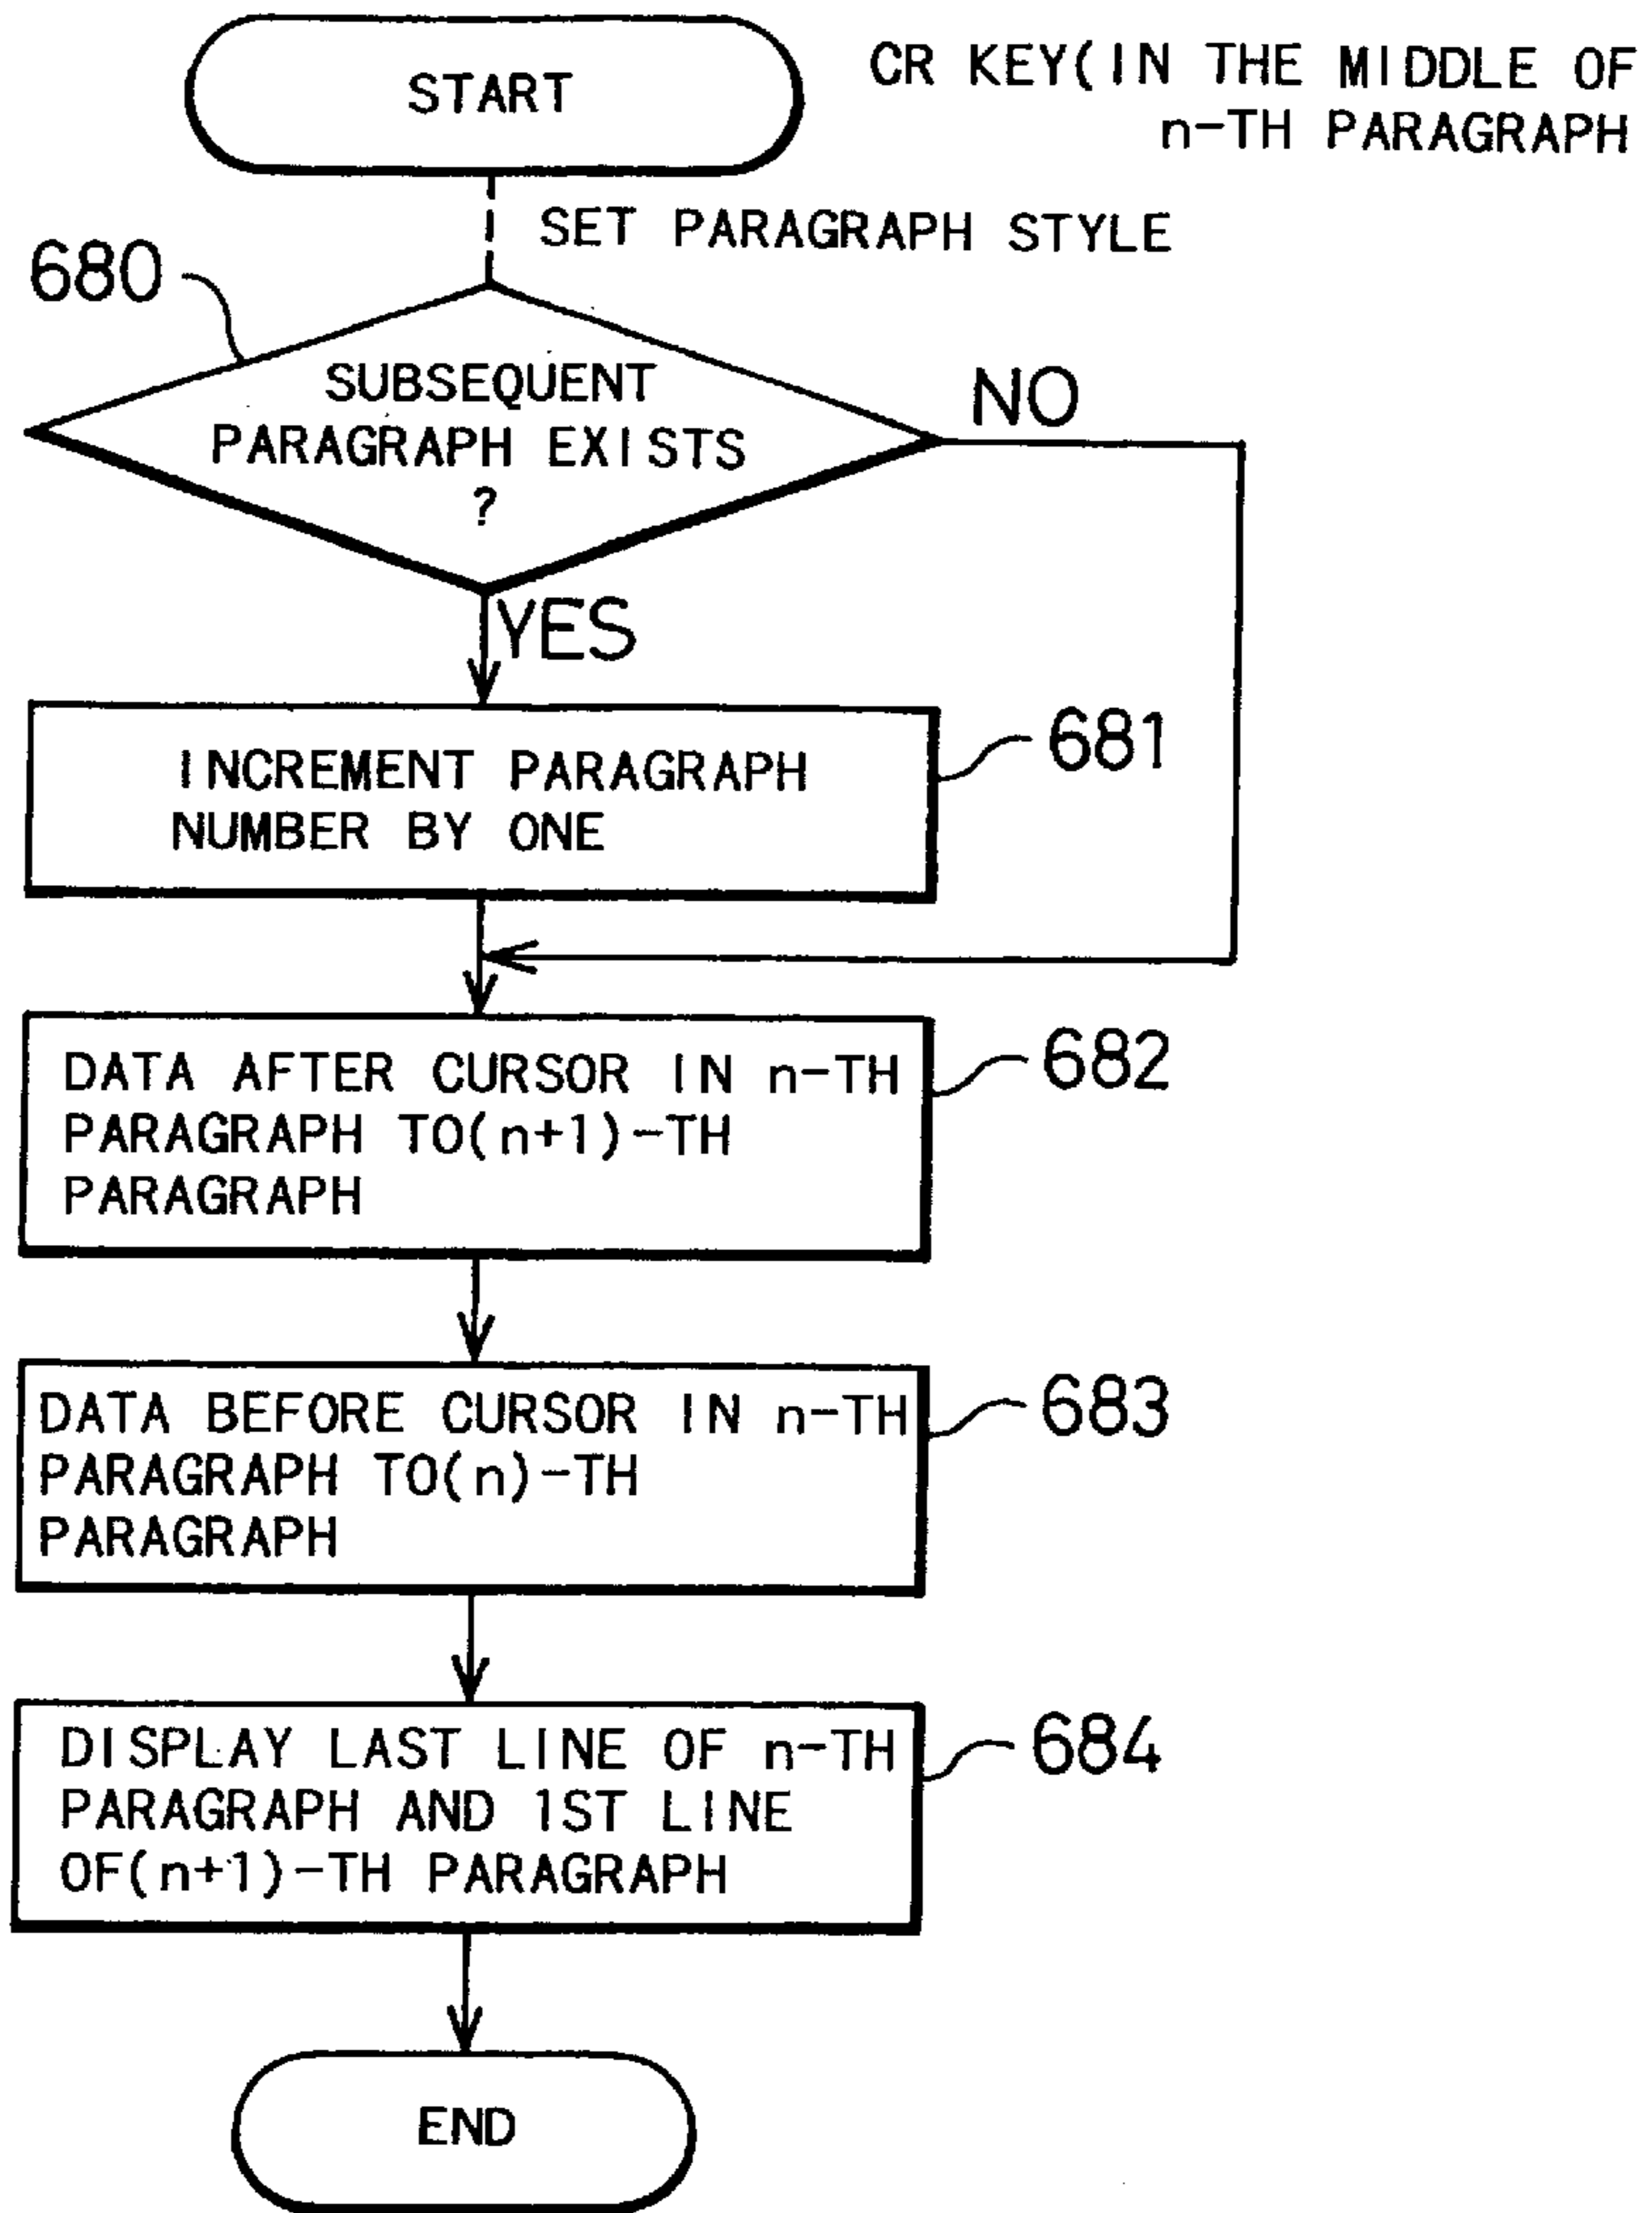 START
CR KEY(IN THE MIDDLE OF
n-TH PARAGRAPH
SET PARAGRAPH STYLE
680
SUBSEQUENT
PARAGRAPH EXISTS
?
NO
YES
INCREMENT PARAGRAPH
NUMBER BY ONE
681
DATA AFTER CURSOR IN n-TH
PARAGRAPH TO(n+1)-TH
PARAGRAPH
682
DATA BEFORE CURSOR IN n-TH
PARAGRAPH TO(n)-TH
PARAGRAPH
683
DISPLAY LAST LINE OF n-TH
PARAGRAPH AND 1ST LINE
OF(n+1)-TH PARAGRAPH
684
END